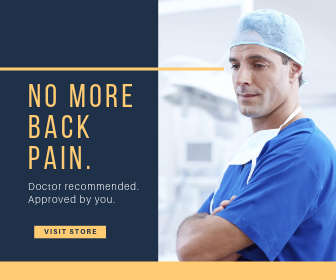 NO MORE
BACK
PAIN.
Doctor recommended.
Approved by you.
VISIT STORE